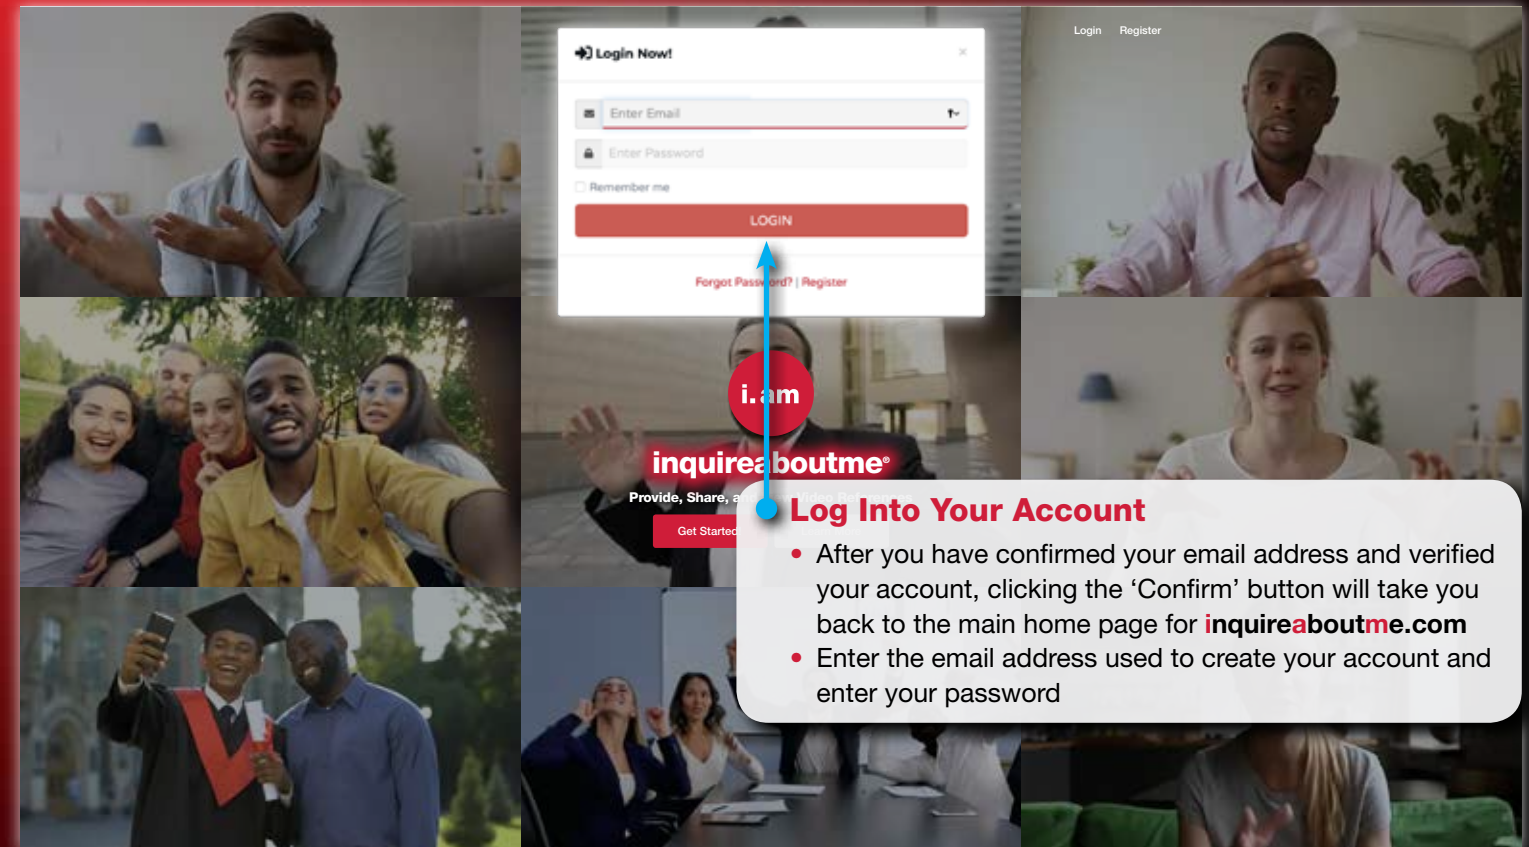 Login Register
Login Now!
Enter Email
Enter Password
Remember me
LOGIN
Forgot Password? | Register
i.am
inquireaboutme®
Provide, Share, and Video References
Get Started
Log Into Your Account
• After you have confirmed your email address and verified
your account, clicking the ‘Confirm’ button will take you
back to the main home page for inquireaboutme.com
• Enter the email address used to create your account and
enter your password